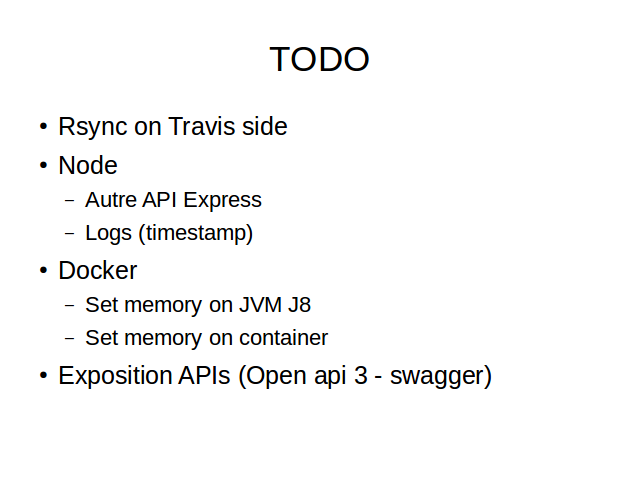 TODO
• Rsync on Travis side
• Node
– Autre API Express
– Logs (timestamp)
• Docker
– Set memory on JVM J8
– Set memory on container
• Exposition APIs (Open api 3 - swagger)